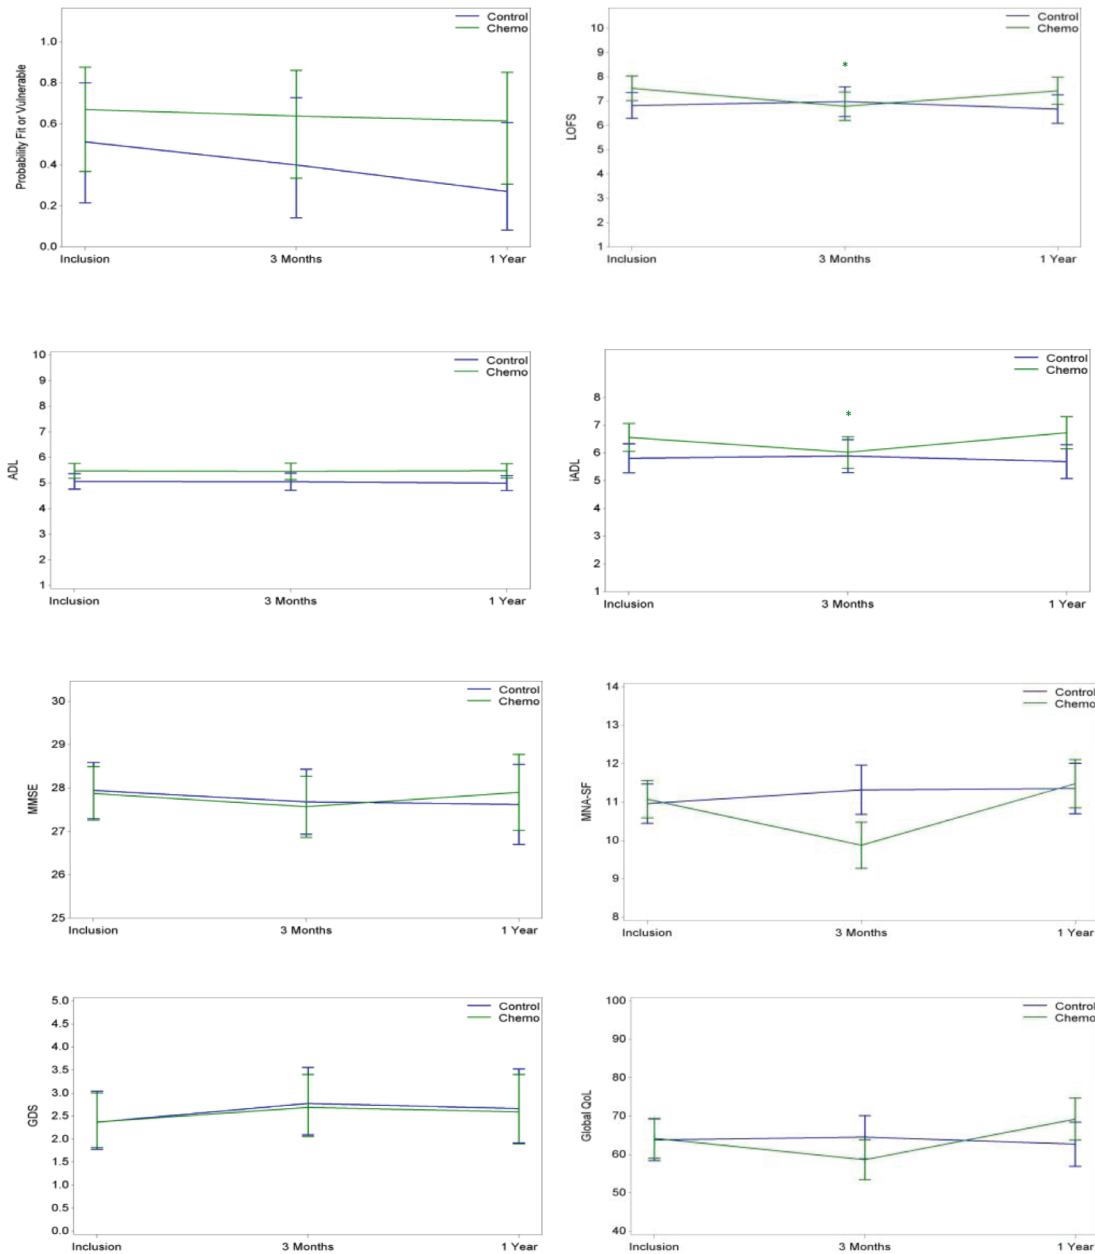 Control
Chemo
Probability Fit or Vulnerable
1.0
0.8
0.6
0.4
0.2
0.0
Inclusion 3 Months 1 Year
Control
Chemo
LOFS
10
9
8
7
6
5
4
3
2
1
*
Inclusion 3 Months 1 Year
Control
Chemo
ADL
10
9
8
7
6
5
4
3
2
1
Inclusion 3 Months 1 Year
Control
Chemo
iADL
8
7
6
5
4
3
2
1
*
Inclusion 3 Months 1 Year
Control
Chemo
MMSE
30
29
28
27
26
25
Inclusion 3 Months 1 Year
Control
Chemo
MNA-SF
14
13
12
11
10
9
8
Inclusion 3 Months 1 Year
Control
Chemo
GDS
5.0
4.5
4.0
3.5
3.0
2.5
2.0
1.5
1.0
0.5
0.0
Inclusion 3 Months 1 Year
Control
Chemo
Global QoL
100
90
80
70
60
50
40
Inclusion 3 Months 1 Year